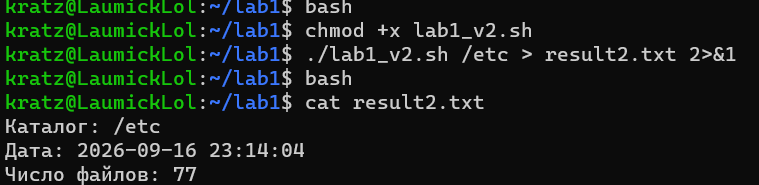 kratz@LaumickLol:~/lab1$ bash
kratz@LaumickLol:~/lab1$ chmod +x lab1_v2.sh
kratz@LaumickLol:~/lab1$ ./lab1_v2.sh /etc > result2.txt 2>&1
kratz@LaumickLol:~/lab1$ bash
kratz@LaumickLol:~/lab1$ cat result2.txt
Каталог: /etc
Дата: 2026-09-16 23:14:04
Число файлов: 77